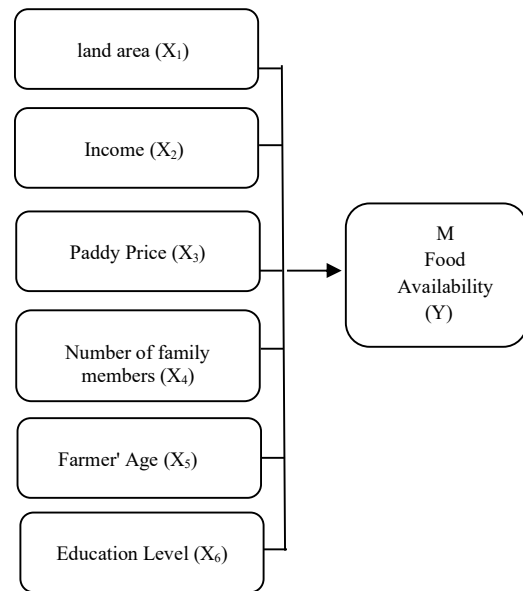 land area (X₁)
Income (X₂)
Paddy Price (X₃)
Number of family
members (X₄)
Farmer' Age (X₅)
Education Level (X₆)
M
Food
Availability
(Y)